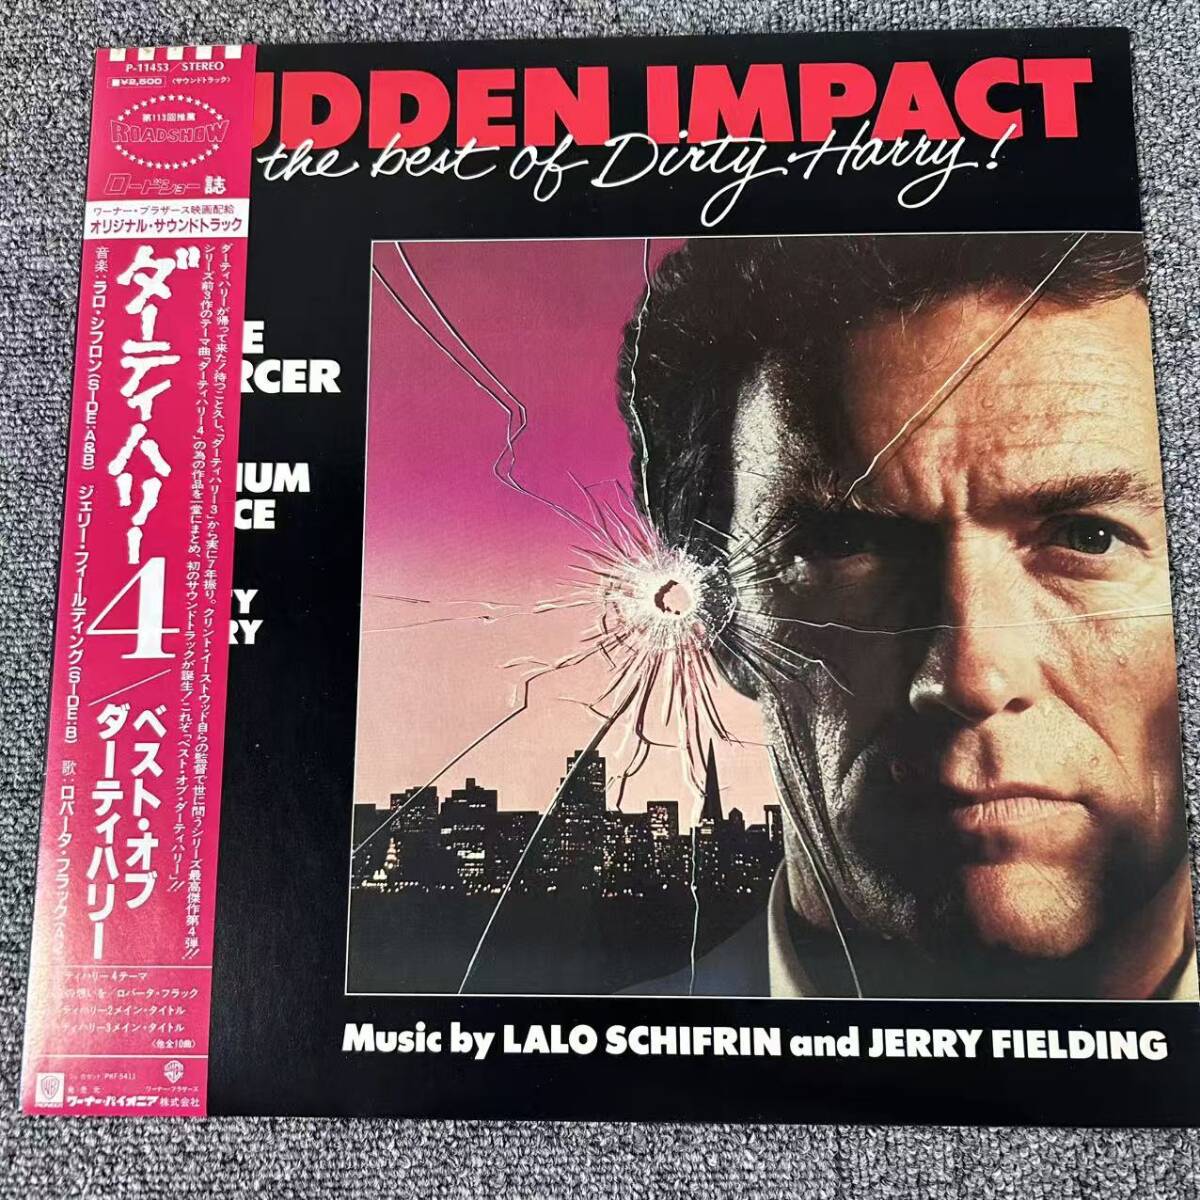 P-11453/STEREO
¥2,500 〈サウンドトラック〉
第113回推薦
ROADSHOW
ロードショー誌
ワーナー・ブラザース映画配給
オリジナル・サウンドトラック
ダーティハリー4/
ベスト・オブ
ダーティハリー
ダーティハリーが帰って来た!待つこと久し、「ダーティハリー3」から実に7年振り。クリント・イーストウッド自らの監督で世に問うシリーズ最高傑作第4弾!!
シリーズ前3作のテーマ曲「ダーティハリー4」の為の作品を一堂にまとめ、初のサウンドトラックが誕生!これぞ「ベスト・オブ・ダーティハリー」!!
音楽:ラロ・シフロン(SIDE:A&B) ジェリー・フィールディング(SIDE:B) 歌:ロバータ・フラック
ティハリー4テーマ
の想いを/ロバータ・フラック
ティハリー2メイン・タイトル
ティハリー3メイン・タイトル
〈他全10曲〉
PKF-5411
発売元
ワーナー・ブラザース
ワーナー・パイオニア株式会社
UDDEN IMPACT
the best of Dirty Harry!
E
RCER
IUM
CE
Y
RY
Music by LALO SCHIFRIN and JERRY FIELDING